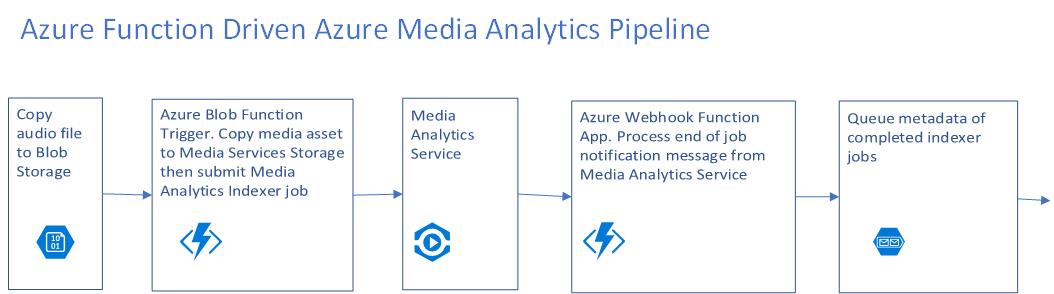 Azure Function Driven Azure Media Analytics Pipeline
Copy
audio file
to Blob
Storage
10
01
Azure Blob Function
Trigger. Copy media asset
to Media Services Storage
then submit Media
Analytics Indexer job
Media
Analytics
Service
Azure Webhook Function
App. Process end of job
notification message from
Media Analytics Service
Queue metadata of
completed indexer
jobs